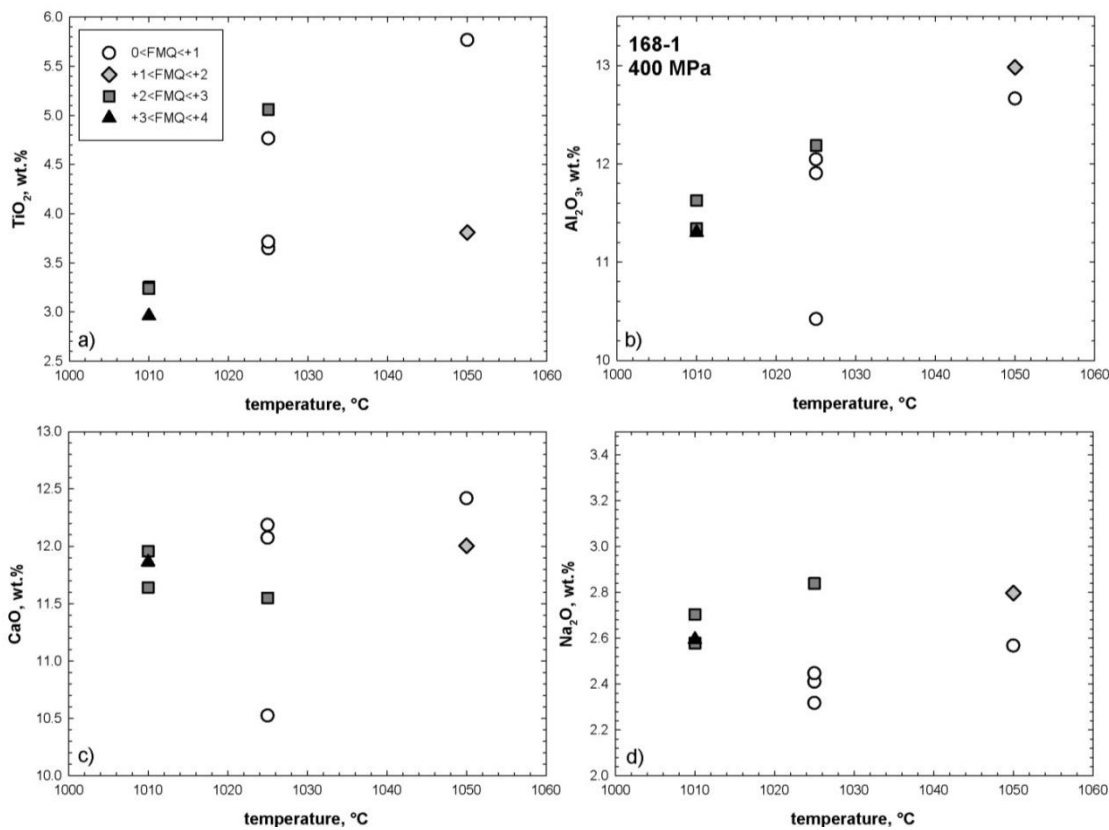 6.0
5.5
5.0
4.5
4.0
3.5
3.0
2.5
TiO2, wt.%
0<FMQ<+1
+1<FMQ<+2
+2<FMQ<+3
+3<FMQ<+4
a)
1000 1010 1020 1030 1040 1050 1060
temperature, °C
13
12
11
10
Al2O3, wt.%
168-1
400 MPa
b)
1000 1010 1020 1030 1040 1050 1060
temperature, °C
13.0
12.5
12.0
11.5
11.0
10.5
10.0
CaO, wt.%
c)
1000 1010 1020 1030 1040 1050 1060
temperature, °C
3.4
3.2
3.0
2.8
2.6
2.4
2.2
2.0
Na2O, wt.%
d)
1000 1010 1020 1030 1040 1050 1060
temperature, °C